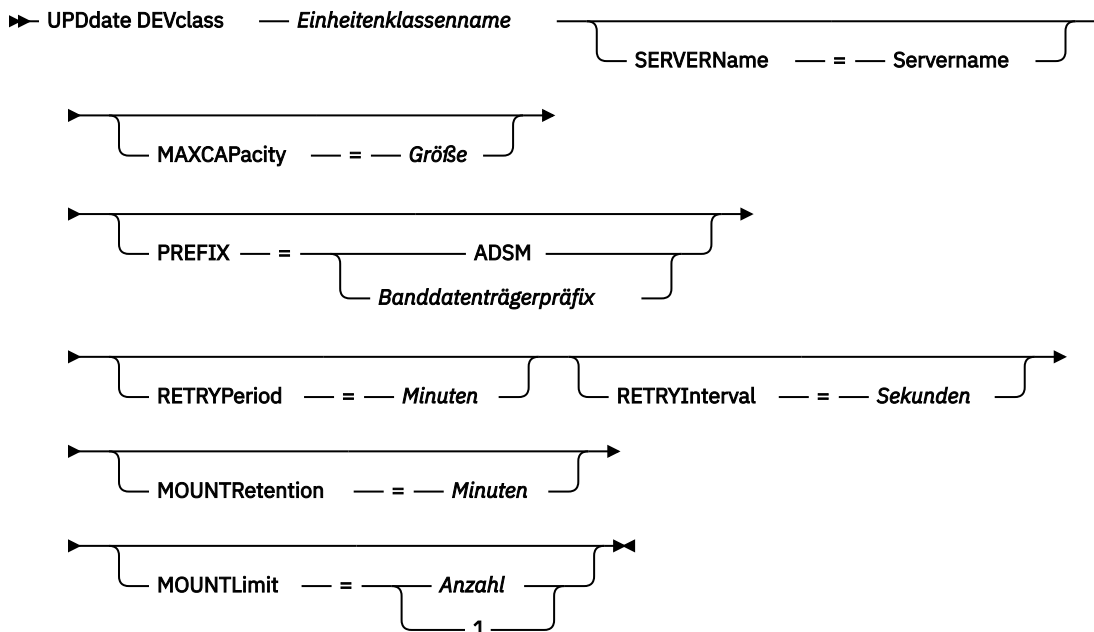 UPDdate DEVclass — Einheitenklassenname
SERVERName — = — Servername
MAXCAPacity — = — Größe
PREFIX — = — ADSM
Banddatenträgerpräfix
RETRYPeriod — = — Minuten RETRYInterval — = — Sekunden
MOUNTRetention — = — Minuten
MOUNTLimit — = — Anzahl
1